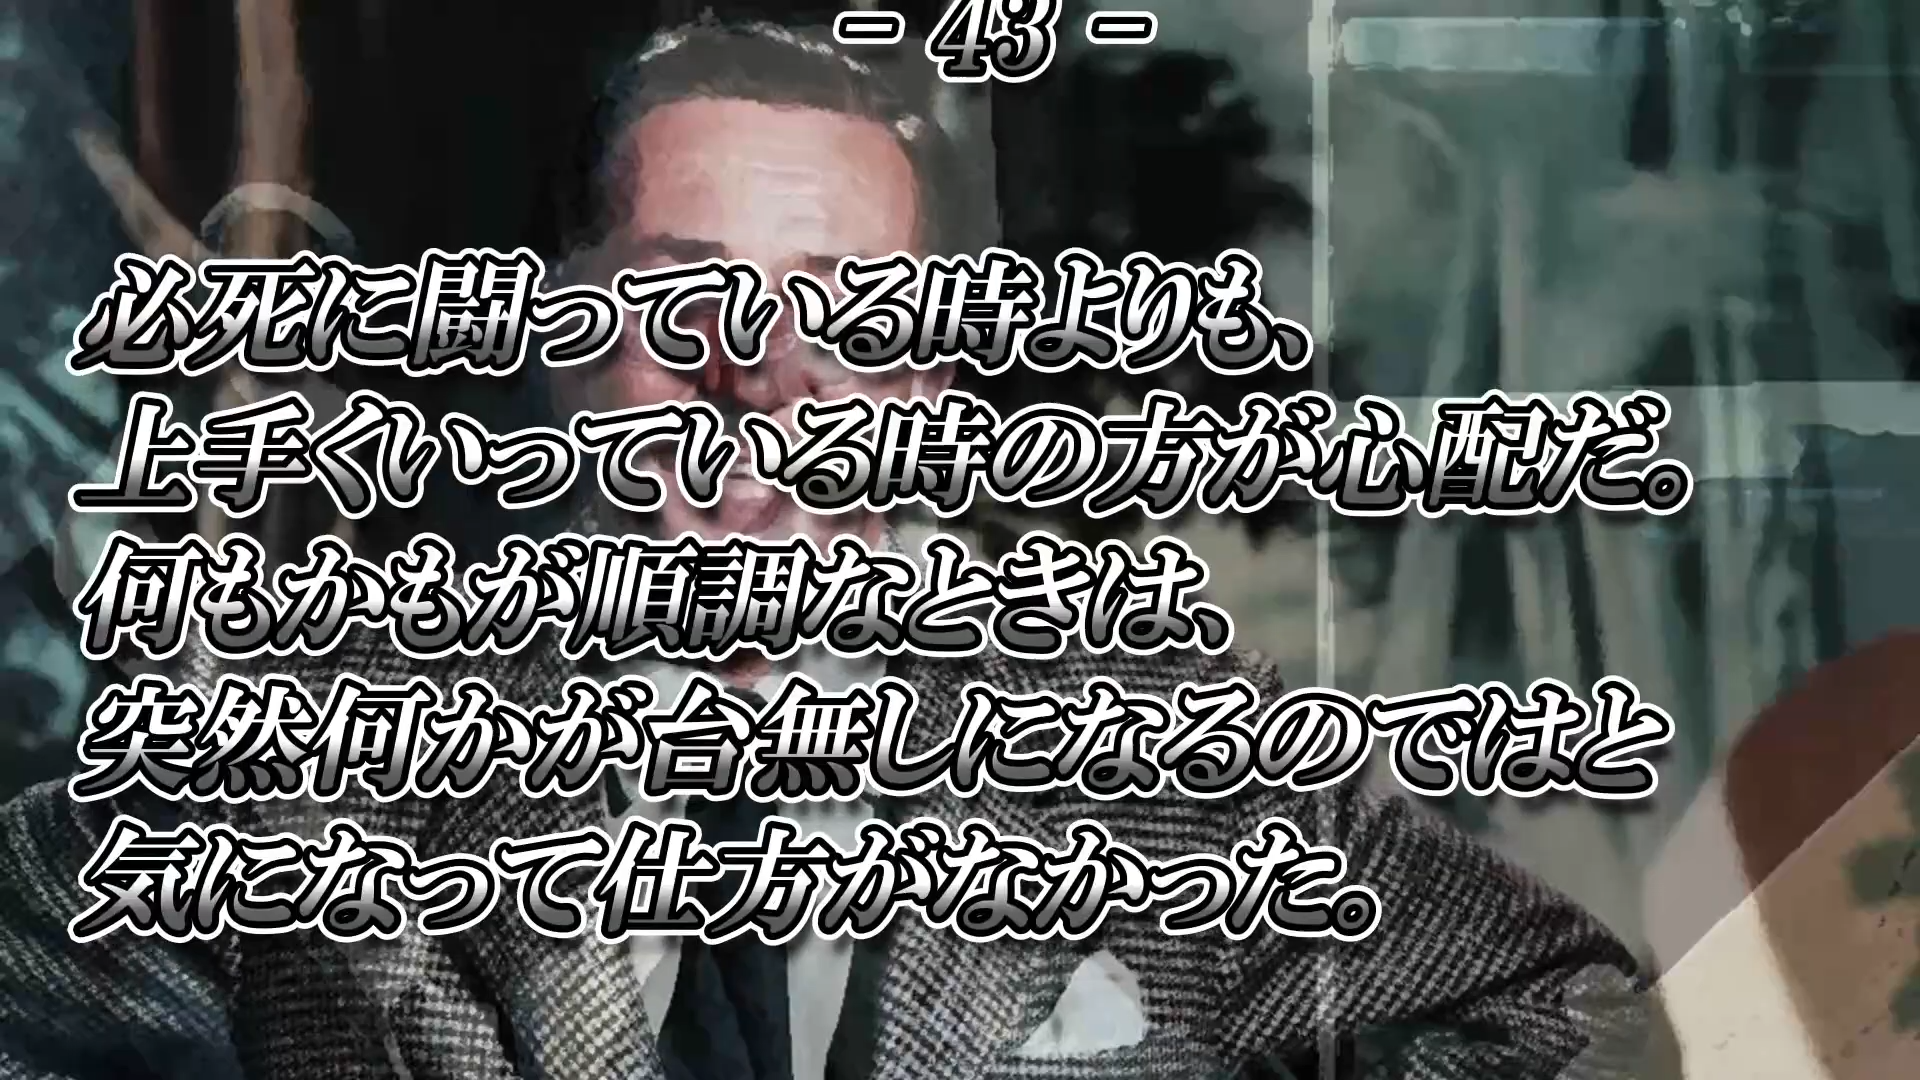 - 43 -
必死に闘っている時よりも、
上手くいっている時の方が心配だ。
何もかもが順調なときは、
突然何かが台無しになるのではと
気になって仕方がなかった。